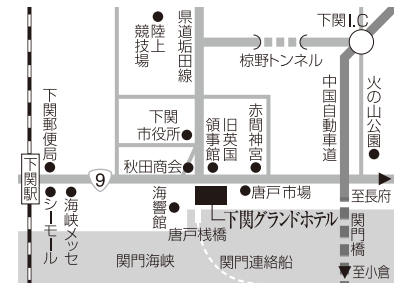 下関I.C
陸上
競技場
県道垢田線
椋野トンネル
中国自動車道
火の山公園
下関郵便局
下関
市役所
旧英国
領事館
赤間神宮
秋田商会
下関駅
9
海響館
唐戸市場
至長府
シーモール
海峡メッセ
下関グランドホテル
唐戸桟橋
関門橋
関門海峡
関門連絡船
至小倉